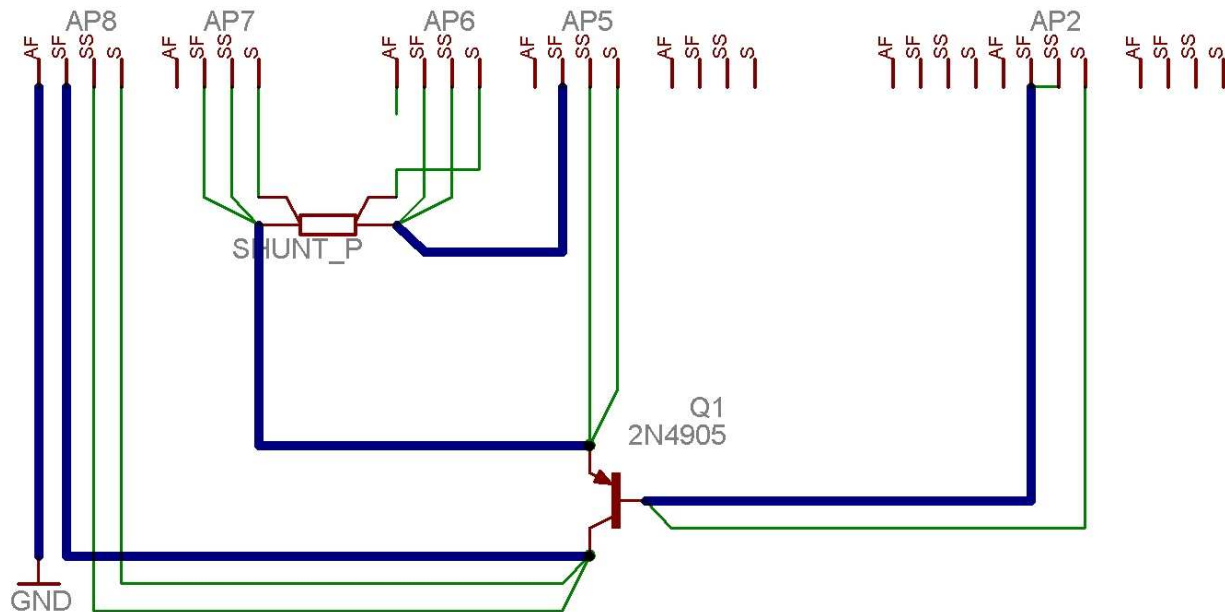 AP8 AP7 AP6 AP5 AP2
AF SF SS S AF SF SS S AF SF SS S AF SF SS S AF SF SS S AF SF SS S AF SF SS S AF SF SS S
SHUNT_P
Q1
2N4905
GND